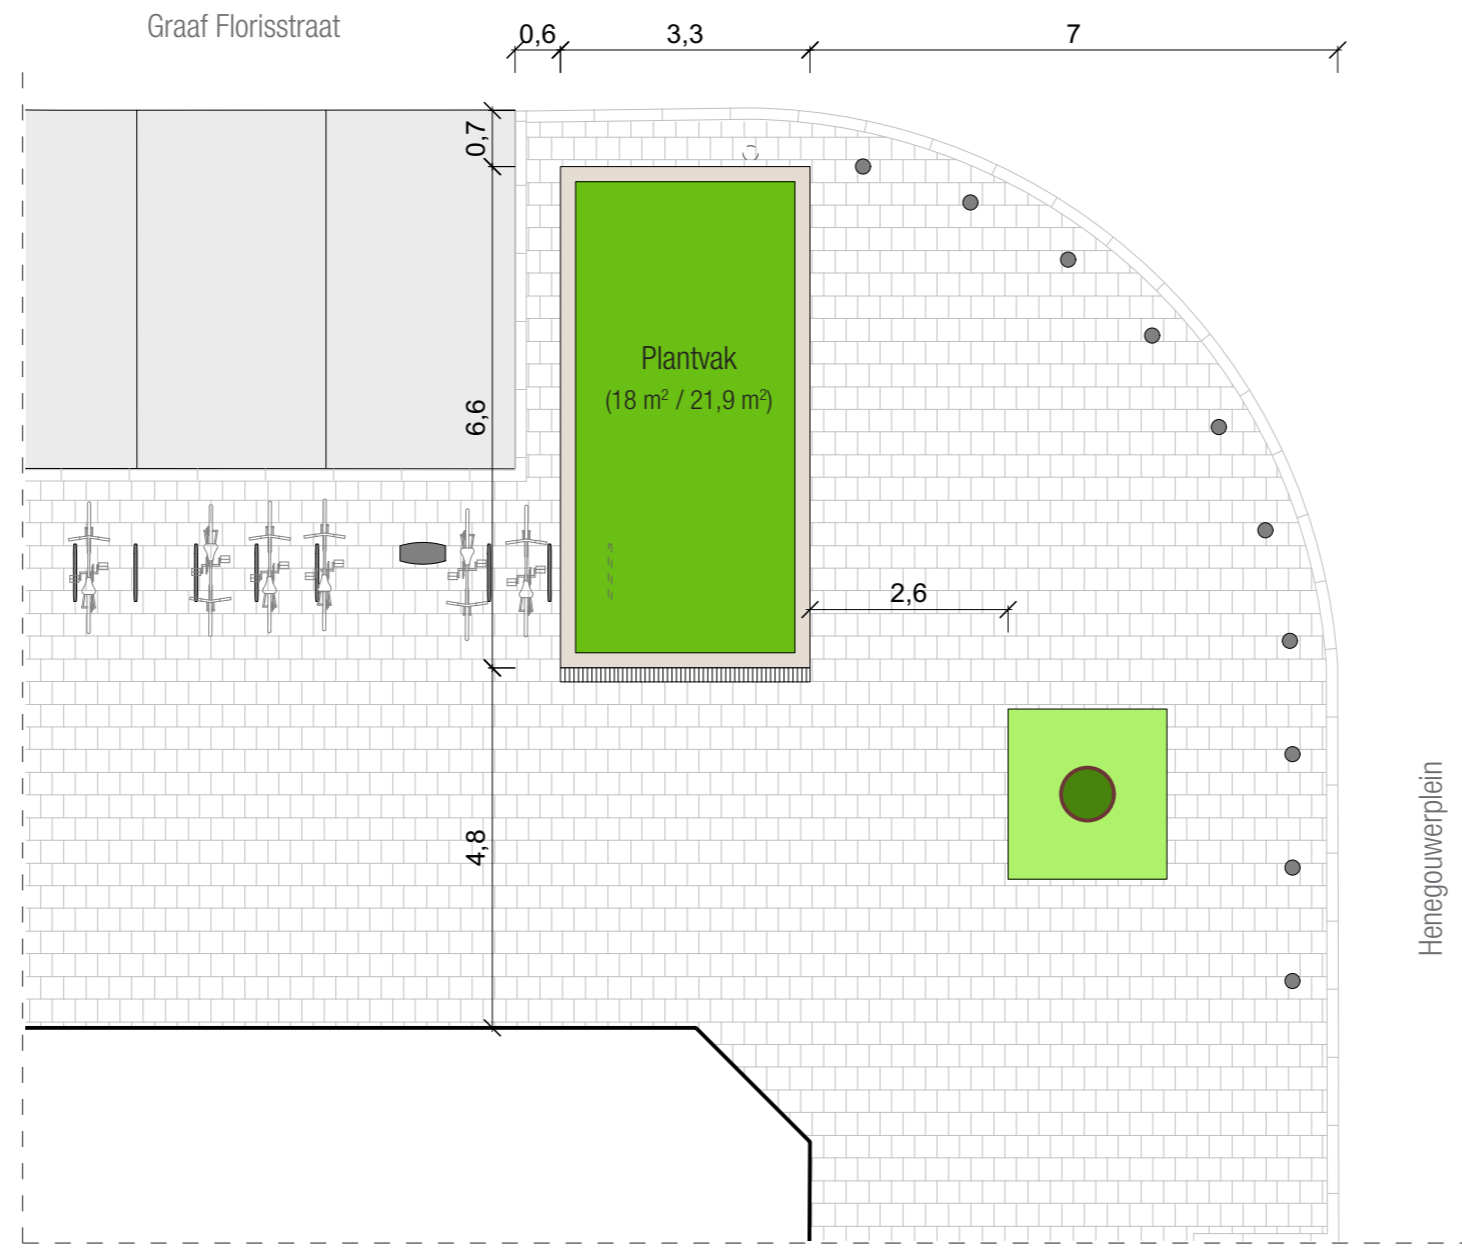 Graaf Florisstraat
0,6
3,3
7
0,7
6,6
Plantvak
(18 m² / 21,9 m²)
2,6
4,8
Henegouwerplein